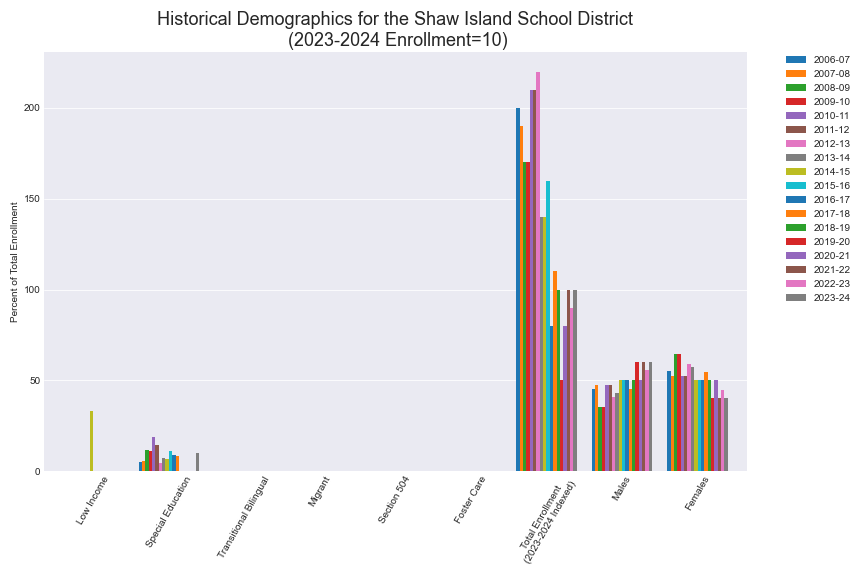 Historical Demographics for the Shaw Island School District
(2023-2024 Enrollment=10)
Percent of Total Enrollment
200
150
100
50
0
Low Income
Special Education
Transitional Bilingual
Migrant
Section 504
Foster Care
Total Enrollment
(2023-2024 Indexed)
Males
Females
2006-07
2007-08
2008-09
2009-10
2010-11
2011-12
2012-13
2013-14
2014-15
2015-16
2016-17
2017-18
2018-19
2019-20
2020-21
2021-22
2022-23
2023-24